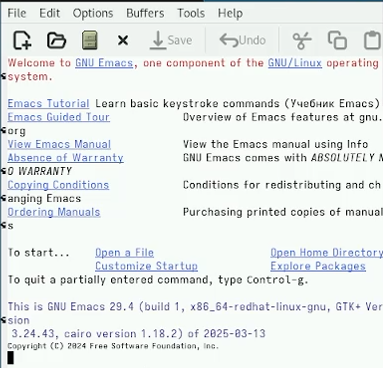 File Edit Options Buffers Tools Help
Save Undo
Welcome to GNU Emacs, one component of the GNU/Linux operating
system.
Emacs Tutorial Learn basic keystroke commands (Учебник Emacs)
Emacs Guided Tour Overview of Emacs features at gnu.
org
View Emacs Manual View the Emacs manual using Info
Absence of Warranty GNU Emacs comes with ABSOLUTELY N
O WARRANTY
Copying Conditions Conditions for redistributing and ch
anging Emacs
Ordering Manuals Purchasing printed copies of manual
s
To start... Open a File Open Home Directory
Customize Startup Explore Packages
To quit a partially entered command, type Control-g.
This is GNU Emacs 29.4 (build 1, x86_64-redhat-linux-gnu, GTK+ Ver
sion
3.24.43, cairo version 1.18.2) of 2025-03-13
Copyright (C) 2024 Free Software Foundation, Inc.